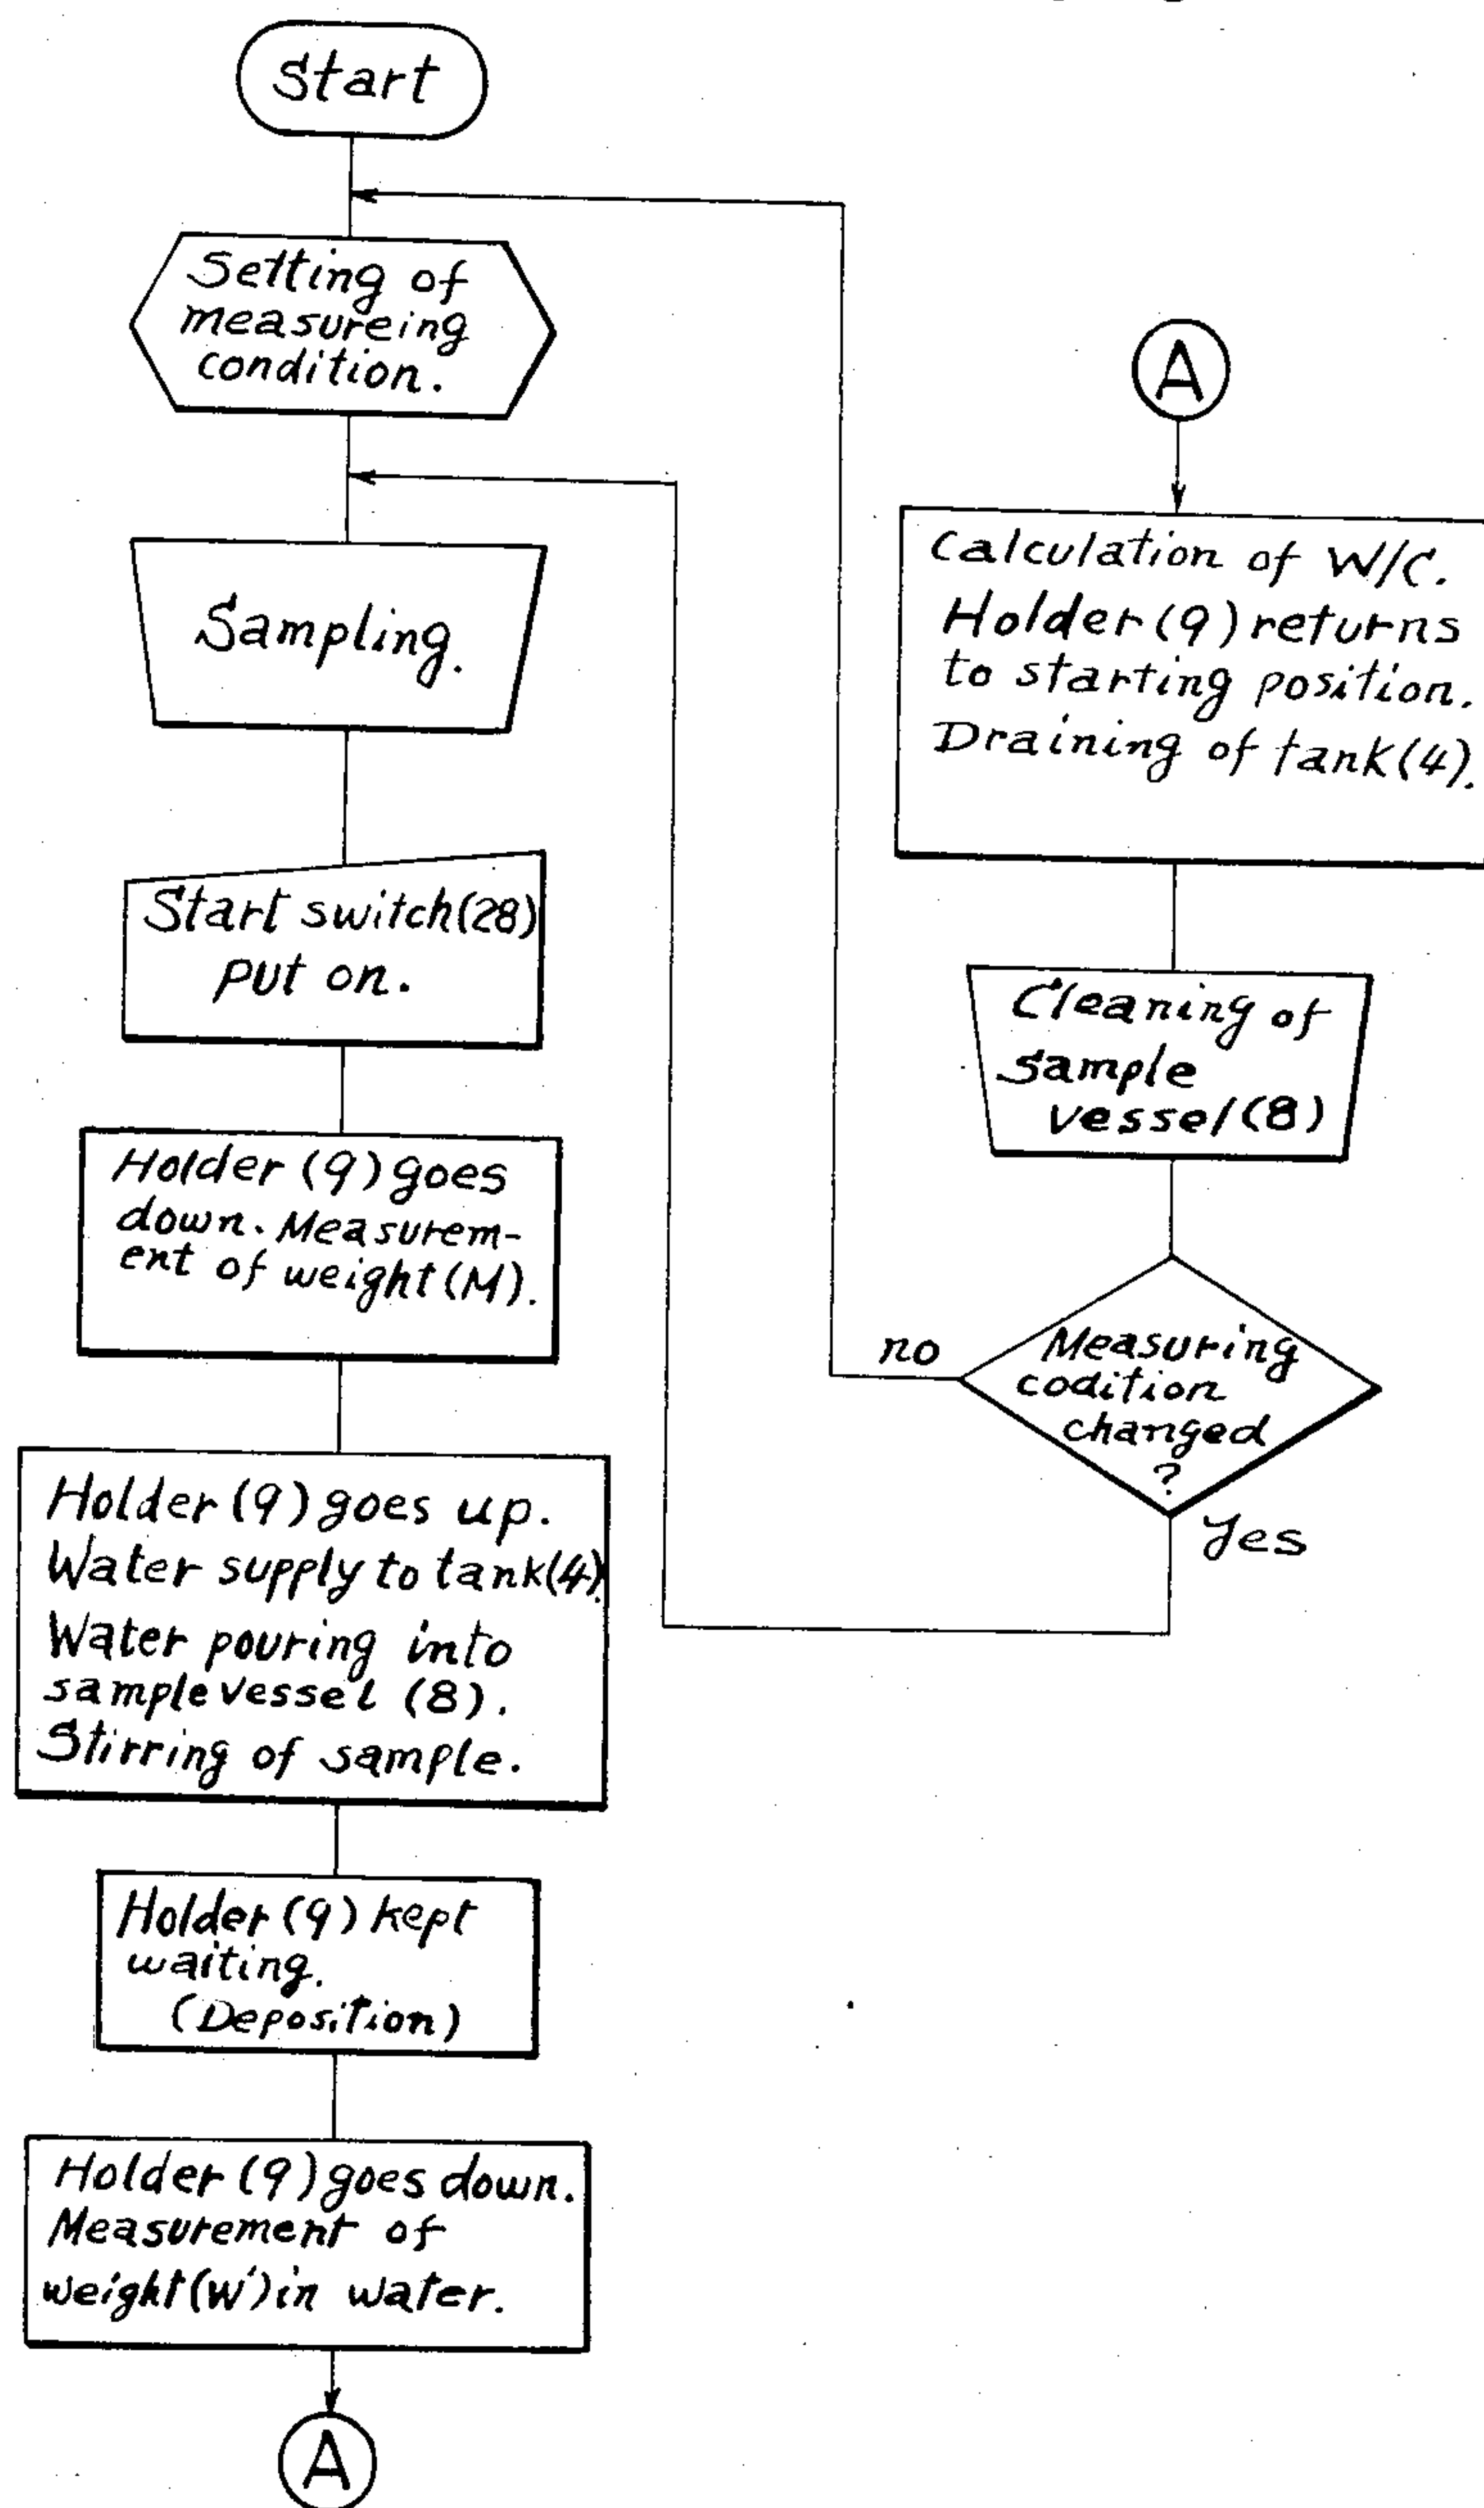 Start
Setting of
measureing
condition.
Sampling.
Start switch(28)
put on.
Holder (9) goes
down. Measurem-
ent of weight (M).
Holder (9) goes up.
Water supply to tank(4).
Water pouring into
sample vessel (8).
Stirring of sample.
Holder (9) kept
waiting.
(Deposition)
Holder (9) goes down.
Measurement of
weight (W') in water.
A
A
Calculation of W/C.
Holder (9) returns
to starting position.
Draining of tank(4).
Cleaning of
sample
vessel (8)
Measuring
codition
changed
?
no
Yes